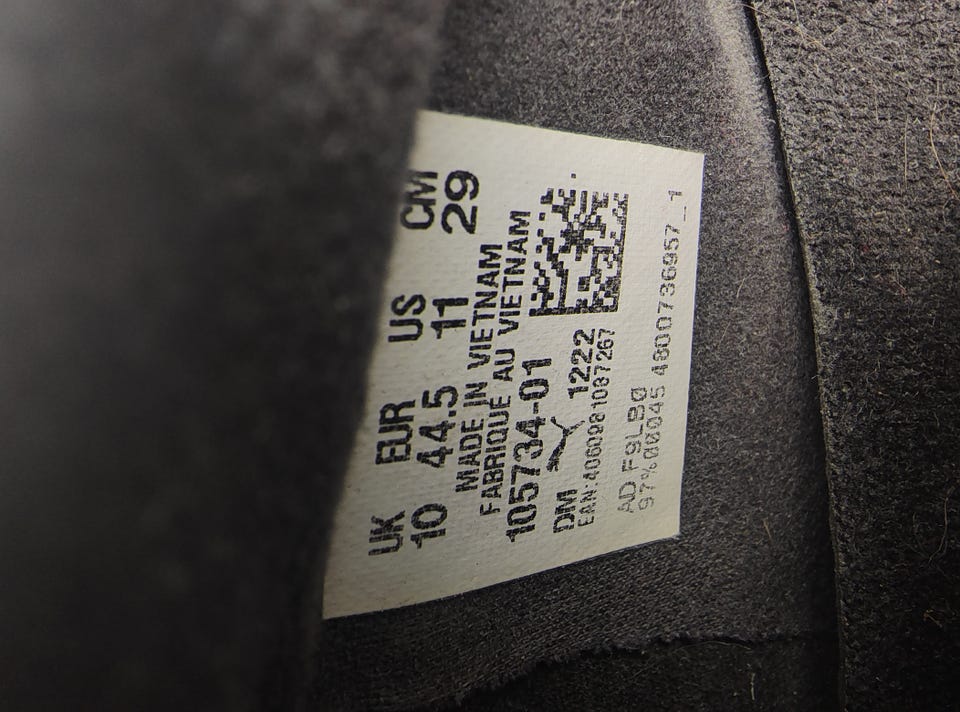 UK EUR US CM
10 44.5 11 29
MADE IN VIETNAM
FABRIQUE AU VIETNAM
105734-01
DM 1222
EAN:4060981087267
AD F9LB0
97%00045 4800736957_1